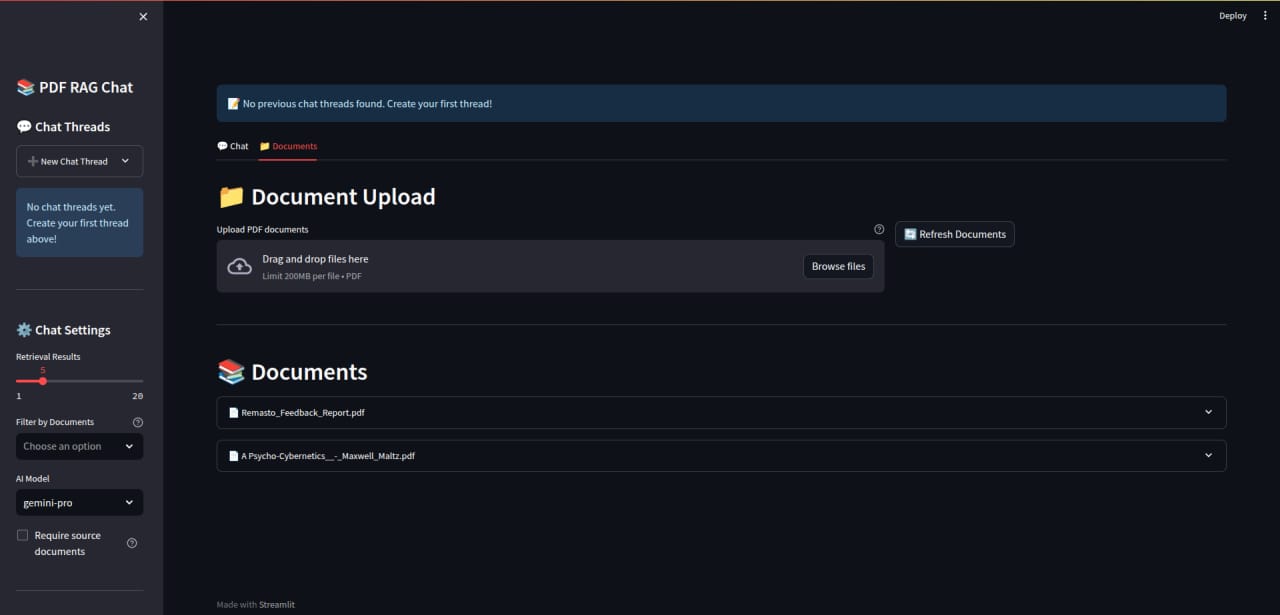 Deploy
📚 PDF RAG Chat
💬 Chat Threads
➕ New Chat Thread
No chat threads yet.
Create your first thread
above!
⚙️ Chat Settings
Retrieval Results
5
1 20
Filter by Documents
Choose an option
AI Model
gemini-pro
Require source
documents
📝 No previous chat threads found. Create your first thread!
💬 Chat 📁 Documents
📁 Document Upload
Upload PDF documents
Drag and drop files here
Limit 200MB per file • PDF
Browse files
🔄 Refresh Documents
📚 Documents
📄 Remasto_Feedback_Report.pdf
📄 A Psycho-Cybernetics__-_Maxwell_Maltz.pdf
Made with Streamlit